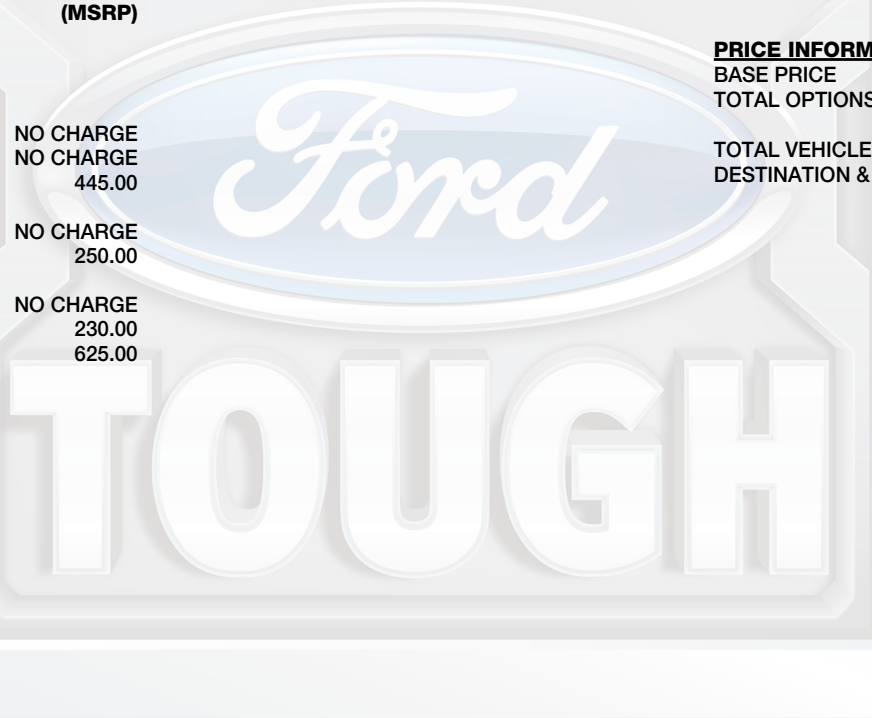 (MSRP)
NO CHARGE
NO CHARGE
445.00
NO CHARGE
250.00
NO CHARGE
230.00
625.00
PRICE INFORM
BASE PRICE
TOTAL OPTIONS
TOTAL VEHICLE
DESTINATION &
Ford
TOUGH